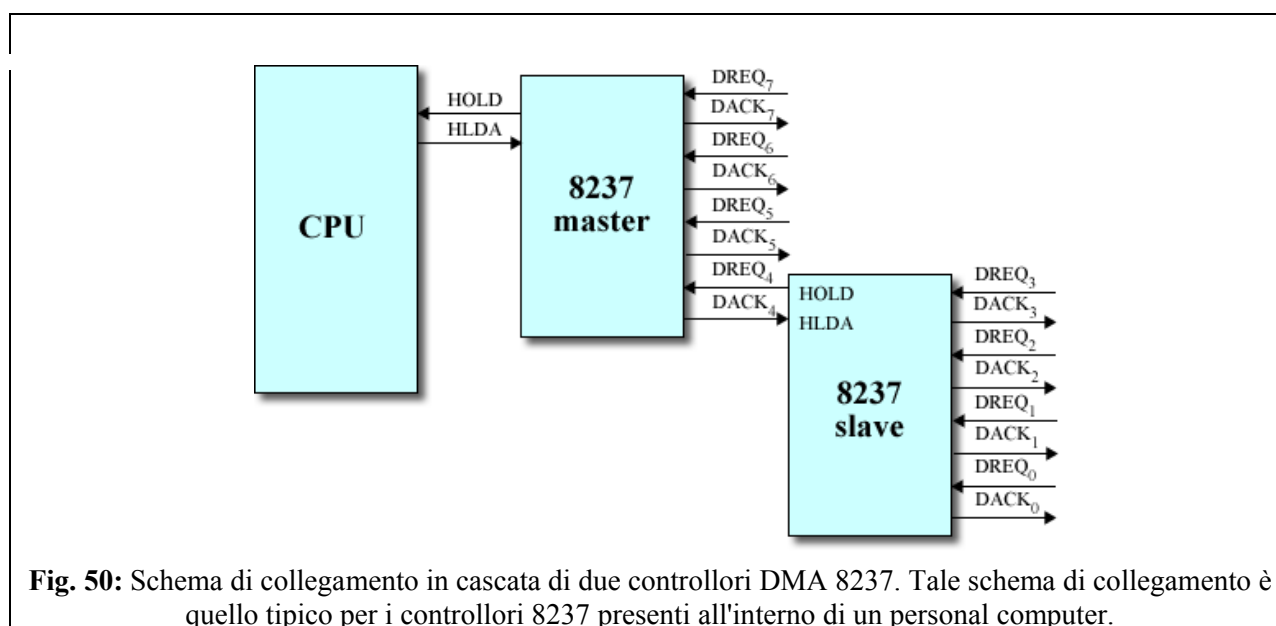 HOLD
HLDA
CPU
8237
master
DREQ7
DACK7
DREQ6
DACK6
DREQ5
DACK5
DREQ4
DACK4
HOLD
HLDA
8237
slave
DREQ3
DACK3
DREQ2
DACK2
DREQ1
DACK1
DREQ0
DACK0
Fig. 50: Schema di collegamento in cascata di due controllori DMA 8237. Tale schema di collegamento è
quello tipico per i controllori 8237 presenti all'interno di un personal computer.